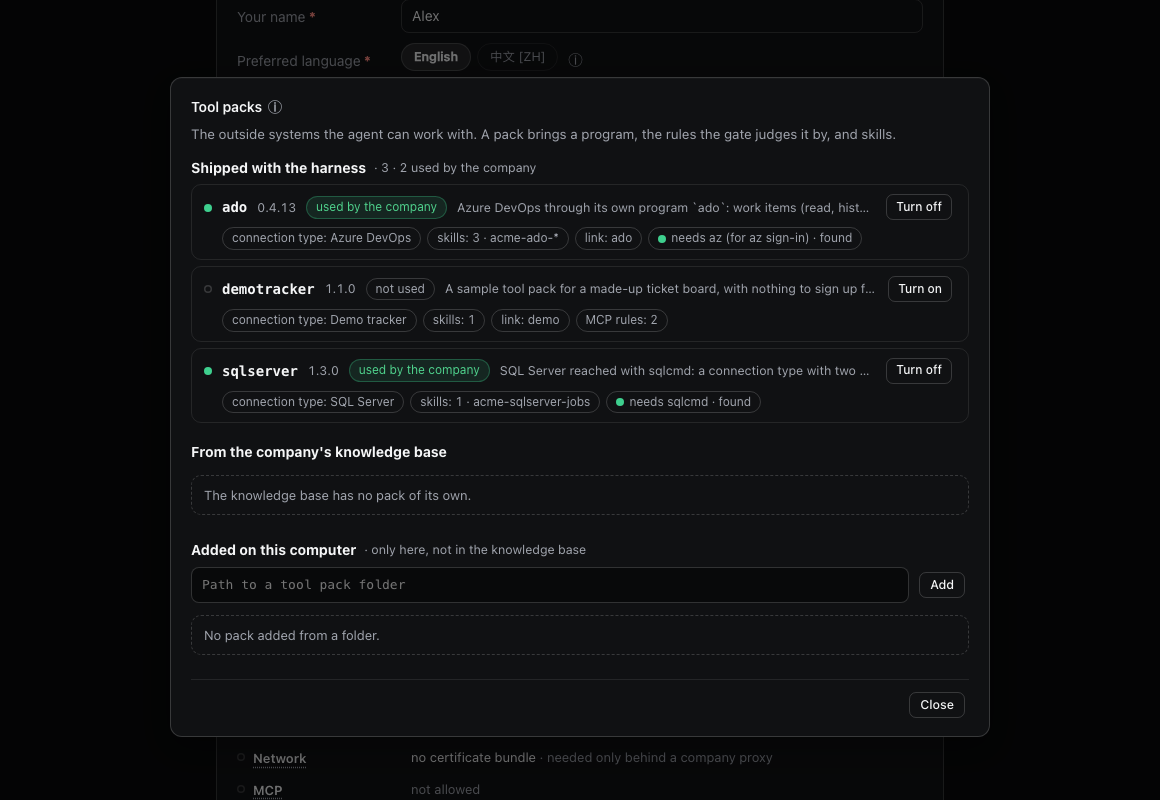 Your name *
Alex
Preferred language *
English
中文 [ZH]
Tool packs
The outside systems the agent can work with. A pack brings a program, the rules the gate judges it by, and skills.
Shipped with the harness · 3 · 2 used by the company
ado 0.4.13 used by the company Azure DevOps through its own program `ado`: work items (read, hist... Turn off
connection type: Azure DevOps skills: 3 · acme-ado-* link: ado needs az (for az sign-in) · found
demotracker 1.1.0 not used A sample tool pack for a made-up ticket board, with nothing to sign up f... Turn on
connection type: Demo tracker skills: 1 link: demo MCP rules: 2
sqlserver 1.3.0 used by the company SQL Server reached with sqlcmd: a connection type with two ... Turn off
connection type: SQL Server skills: 1 · acme-sqlserver-jobs needs sqlcmd · found
From the company's knowledge base
The knowledge base has no pack of its own.
Added on this computer · only here, not in the knowledge base
Path to a tool pack folder Add
No pack added from a folder.
Close
Network no certificate bundle · needed only behind a company proxy
MCP not allowed